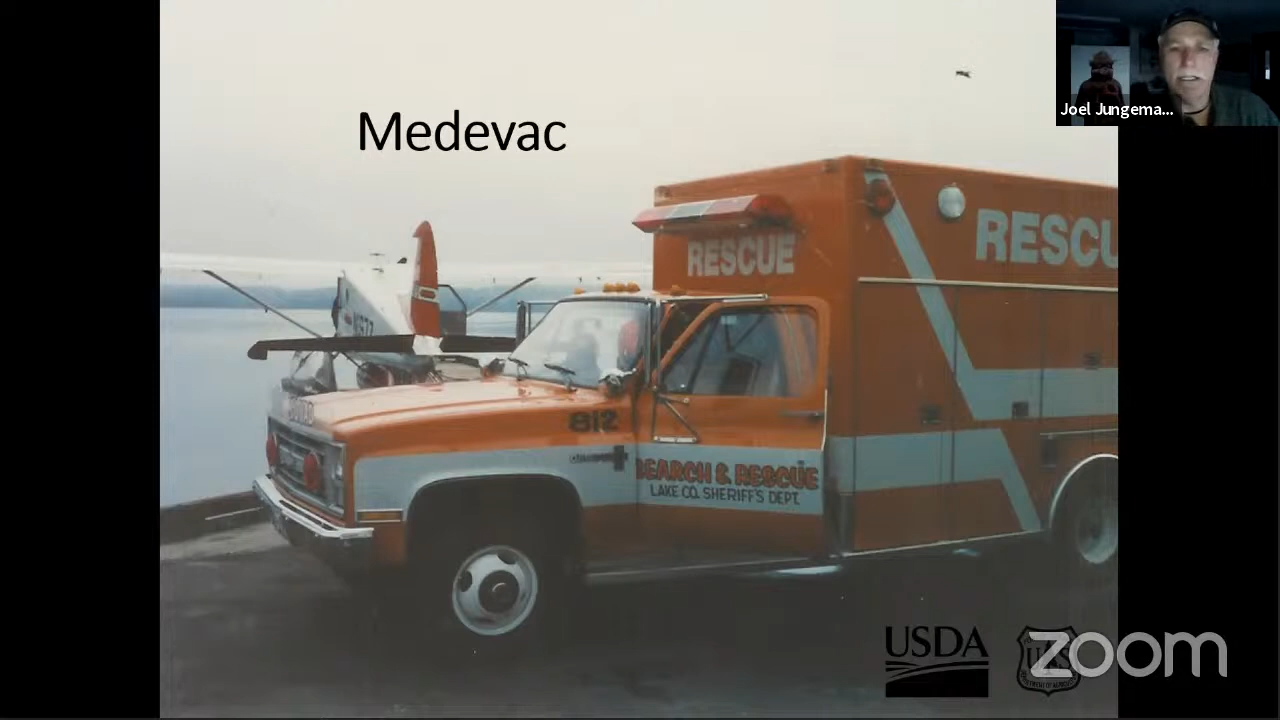 Joel Jungema...
Medevac
RESCUE
RESCU
812
SEARCH & RESCUE
LAKE CO. SHERIFF'S DEPT.
USDA
zoom